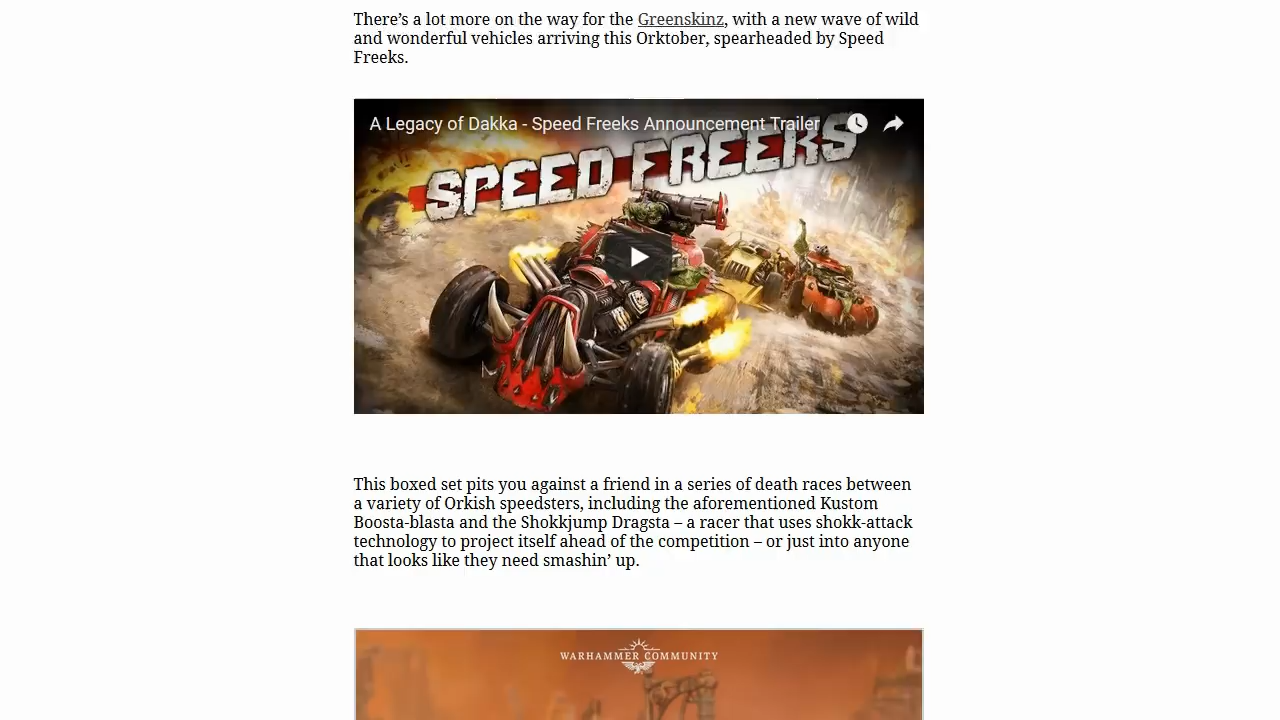 There’s a lot more on the way for the Greenskinz, with a new wave of wild
and wonderful vehicles arriving this Orktober, spearheaded by Speed
Freeks.
A Legacy of Dakka - Speed Freeks Announcement Trailer
SPEED FREEKS
This boxed set pits you against a friend in a series of death races between
a variety of Orkish speedsters, including the aforementioned Kustom
Boosta-blasta and the Shokkjump Dragsta – a racer that uses shokk-attack
technology to project itself ahead of the competition – or just into anyone
that looks like they need smashin’ up.
WARHAMMER COMMUNITY